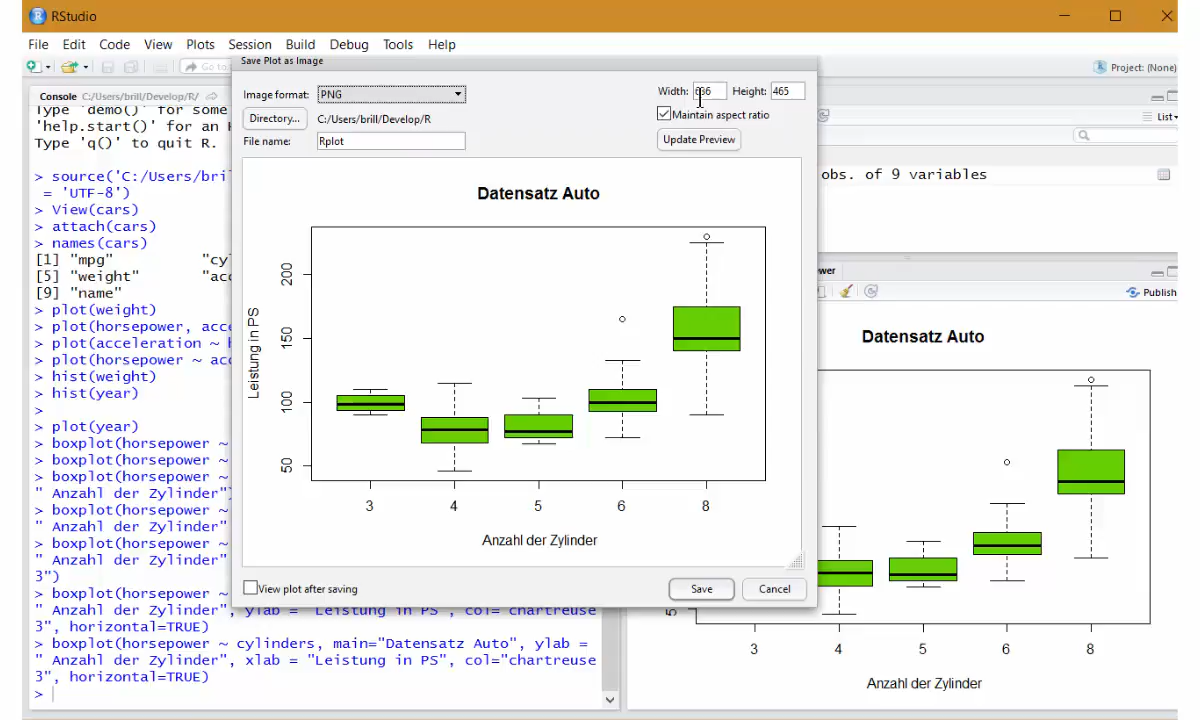 RStudio
File Edit Code View Plots Session Build Debug Tools Help
Go to
Project: (None)
Console C:/Users/brill/Develop/R/
Type 'demo()' for some
'help.start()' for an
Type 'q()' to quit R.
> source('C:/Users/bril
= 'UTF-8')
> View(cars)
> attach(cars)
> names(cars)
[1] "mpg" "cy
[5] "weight" "acc
[9] "name"
> plot(weight)
> plot(horsepower, acce
> plot(acceleration ~ h
> plot(horsepower ~ acc
> hist(weight)
> hist(year)
>
> plot(year)
> boxplot(horsepower ~
> boxplot(horsepower ~
> boxplot(horsepower ~
" Anzahl der Zylinder")
> boxplot(horsepower ~
" Anzahl der Zylinder"
> boxplot(horsepower ~
" Anzahl der Zylinder"
3")
> boxplot(horsepower ~
" Anzahl der Zylinder", ylab = "Leistung in PS", col="chartreuse
3", horizontal=TRUE)
> boxplot(horsepower ~ cylinders, main="Datensatz Auto", ylab =
" Anzahl der Zylinder", xlab = "Leistung in PS", col="chartreuse
3", horizontal=TRUE)
>
Save Plot as Image
Image format: PNG
Directory... C:/Users/brill/Develop/R
File name: Rplot
Width: Height: 465
Maintain aspect ratio
Update Preview
Datensatz Auto
Leistung in PS
200
150
100
50
3 4 5 6 8
Anzahl der Zylinder
View plot after saving
Save Cancel
List
obs. of 9 variables
wer
Publish
Datensatz Auto
3 4 5 6 8
Anzahl der Zylinder